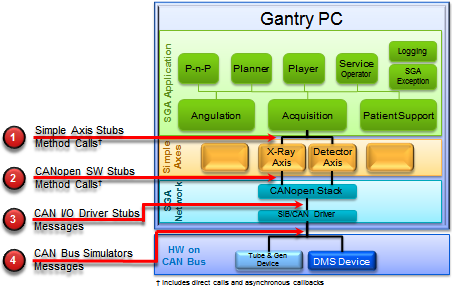 Gantry PC
SGA Application
P-n-P
Planner
Player
Service
Operator
Logging
SGA
Exception
Angulation
Acquisition
Patient Support
1
Simple Axis Stubs
Method Calls†
Simple
Axes
X-Ray
Axis
Detector
Axis
2
CANopen SW Stubs
Method Calls†
SGA
Network
CANopen Stack
3
CAN I/O Driver Stubs
Messages
SIB/CAN Driver
4
CAN Bus Simulators
Messages
HW on
CAN Bus
Tube & Gen
Device
DMS Device
† Includes direct calls and asynchronous callbacks